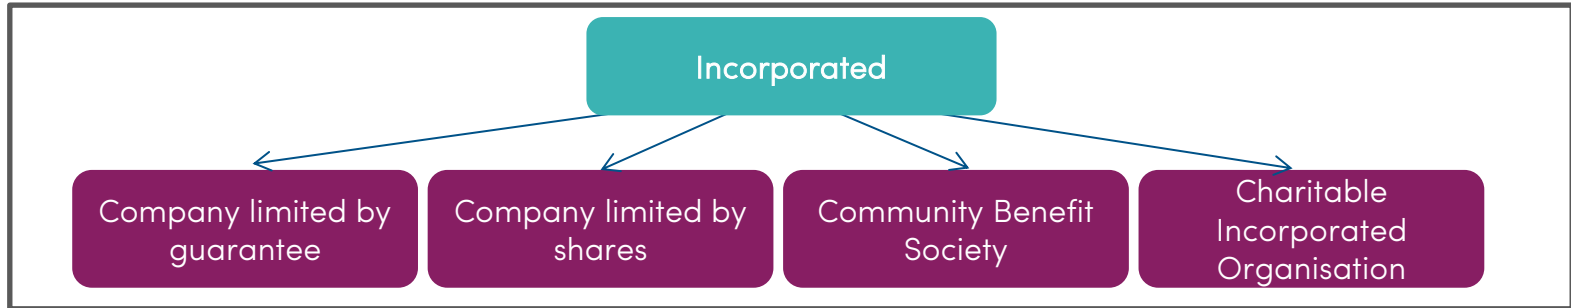 Incorporated
Company limited by
guarantee
Company limited by
shares
Community Benefit
Society
Charitable
Incorporated
Organisation